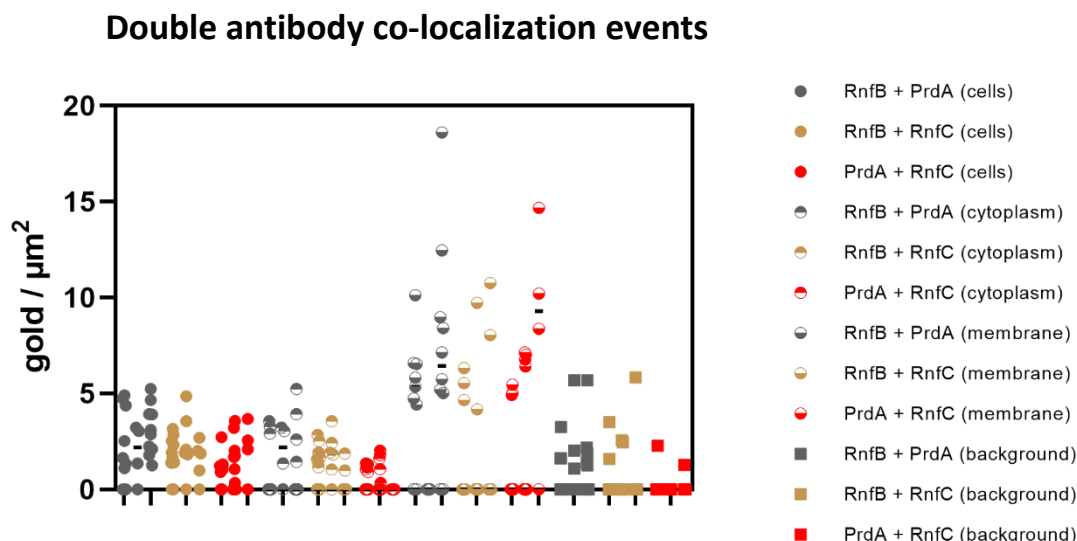 Double antibody co-localization events
20
15
10
5
0
gold / µm²
RnfB + PrdA (cells)
RnfB + RnfC (cells)
PrdA + RnfC (cells)
RnfB + PrdA (cytoplasm)
RnfB + RnfC (cytoplasm)
PrdA + RnfC (cytoplasm)
RnfB + PrdA (membrane)
RnfB + RnfC (membrane)
PrdA + RnfC (membrane)
RnfB + PrdA (background)
RnfB + RnfC (background)
PrdA + RnfC (background)